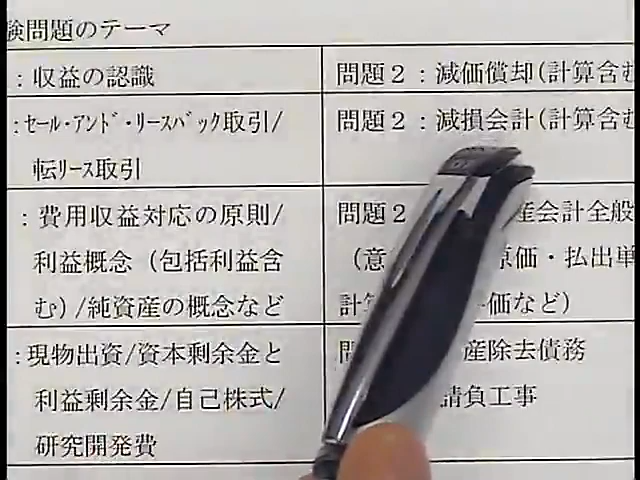 験問題のテーマ
：収益の認識
問題２：減価償却(計算含む
：ｾｰﾙ・ｱﾝﾄﾞ・ﾘｰｽﾊﾞｯｸ取引/
転リース取引
問題２：減損会計(計算含む
：費用収益対応の原則/
利益概念（包括利益含
む）/純資産の概念など
問題２ 産会計全般
（意 原価・払出単
計 価など）
：現物出資/資本剰余金と
利益剰余金/自己株式/
研究開発費
問 産除去債務
請負工事